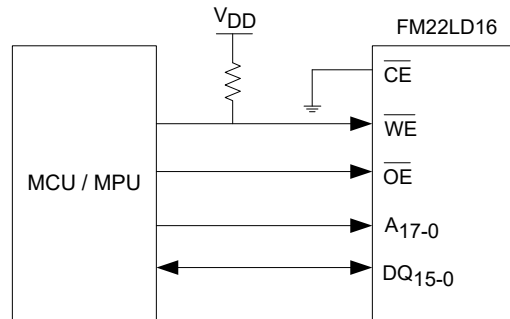 VDD
FM22LD16
CE
WE
MCU / MPU
OE
A17-0
DQ15-0